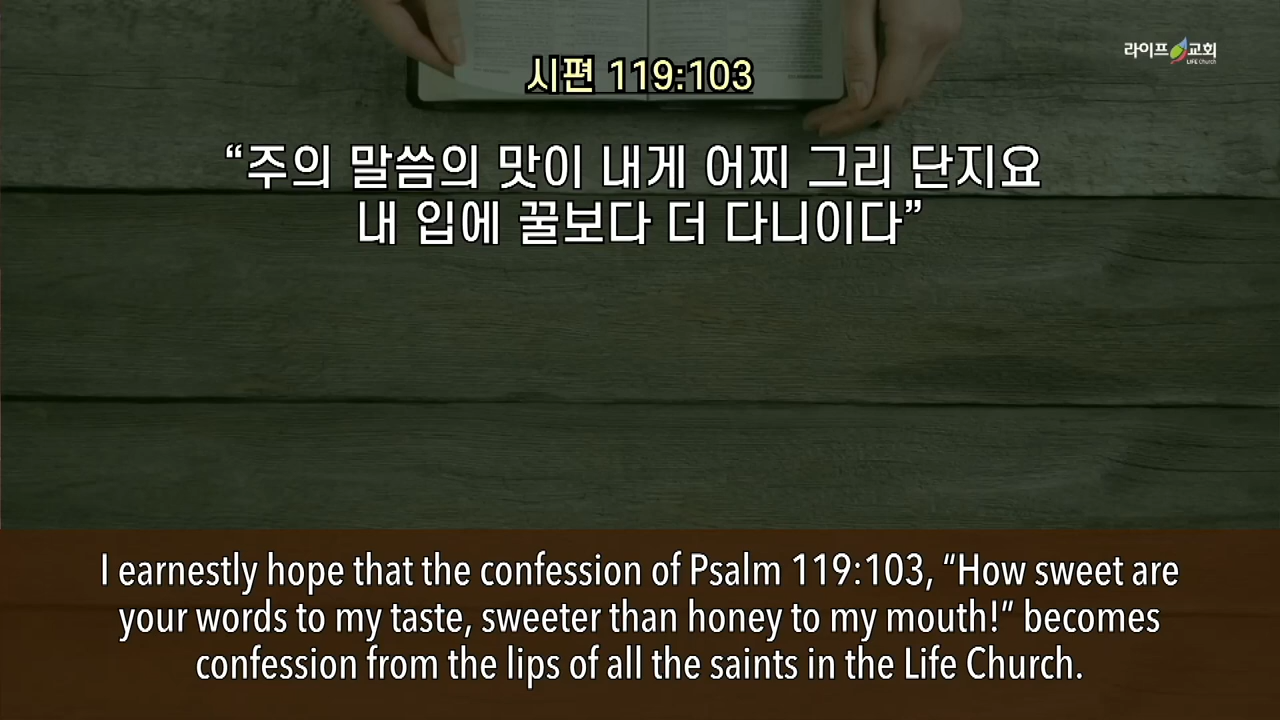 라이프 교회
LIFE Church
시편 119:103
“주의 말씀의 맛이 내게 어찌 그리 단지요
내 입에 꿀보다 더 다니이다”
I earnestly hope that the confession of Psalm 119:103, “How sweet are
your words to my taste, sweeter than honey to my mouth!” becomes
confession from the lips of all the saints in the Life Church.